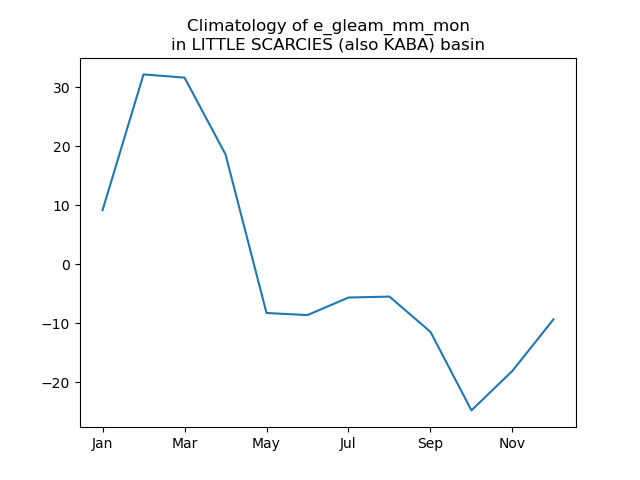 Climatology of e_gleam_mm_mon
in LITTLE SCARCIES (also KABA) basin
30
20
10
0
−10
−20
Jan Mar May Jul Sep Nov